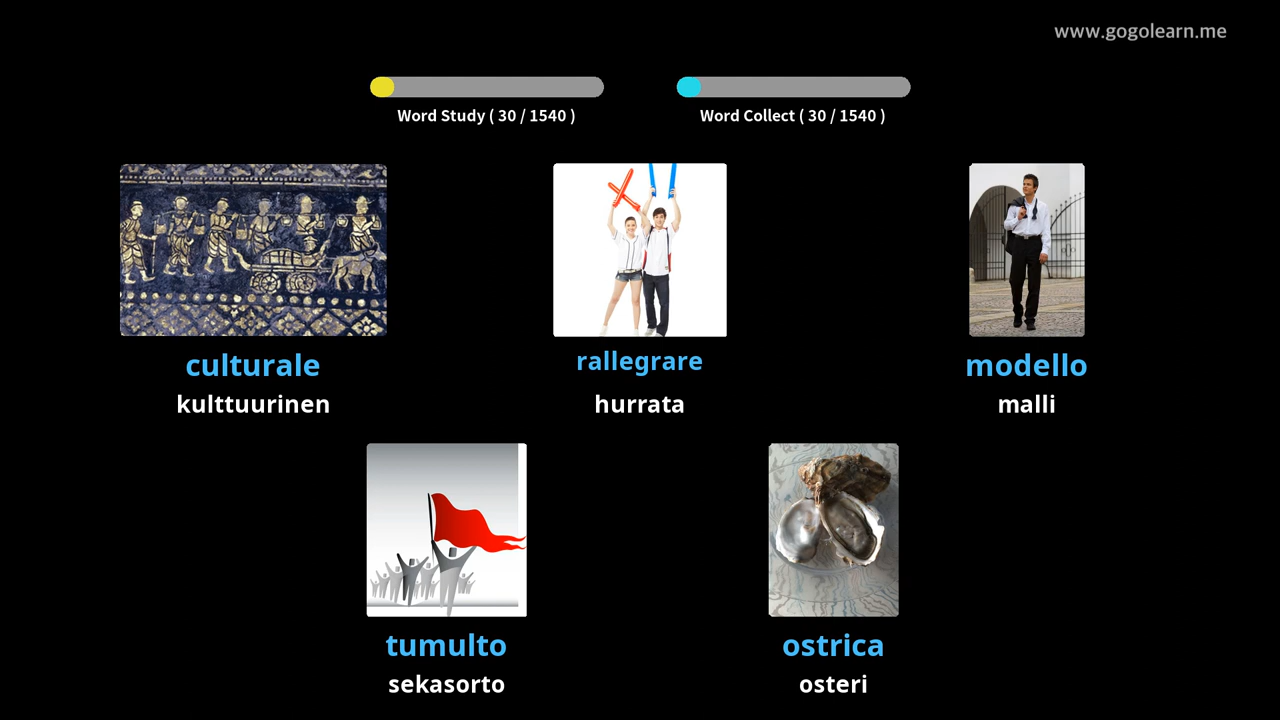 www.gogolearn.me
Word Study ( 30 / 1540 )
Word Collect ( 30 / 1540 )
culturale
kulttuurinen
rallegrare
hurrata
modello
malli
tumulto
sekasorto
ostrica
osteri